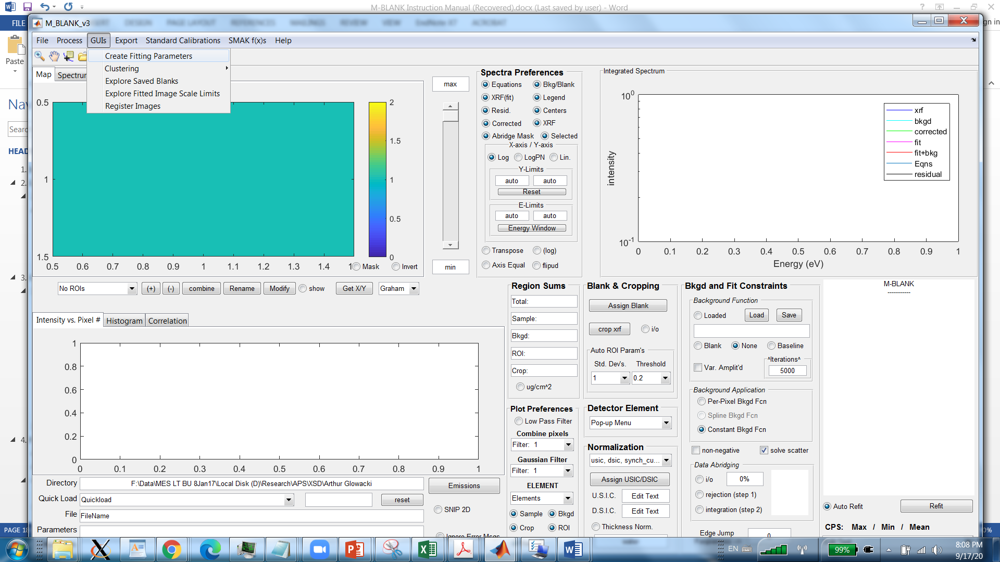 M-BLANK Instruction Manual (Recovered).docx (Last saved by user) - Word
FILE
M_BLANK_v3
gn in
File Process GUIs Export Standard Calibrations SMAK f(x)s Help
Paste
Create Fitting Parameters
Clustering
Explore Saved Blanks
Explore Fitted Image Scale Limits
Register Images
Map Spectrum
Nav
Searc
HEAD
1.
2.
3.
4.
0.5
1
1.5
0.5 0.6 0.7 0.8 0.9 1 1.1 1.2 1.3 1.4 1
2
1.5
1
0.5
0
Mask Invert
max
min
Spectra Preferences
Equations Bkg/Blank
XRF(fit) Legend
Resid. Centers
Corrected XRF
Abridge Mask Selected
X-axis / Y-axis
Log LogPN Lin.
Y-Limits
auto auto
Reset
E-Limits
auto auto
Energy Window
Transpose (log)
Axis Equal flipud
Integrated Spectrum
10^0
10^-1
intensity
0 0.1 0.2 0.3 0.4 0.5 0.6 0.7 0.8 0.9 1
Energy (eV)
xrf
bkgd
corrected
fit
fit+bkg
Eqns
residual
No ROIs (+) (-) combine Rename Modify show Get X/Y Graham
Intensity vs. Pixel # Histogram Correlation
1
0.8
0.6
0.4
0.2
0
0 0.1 0.2 0.3 0.4 0.5 0.6 0.7 0.8 0.9 1
Directory F:\Data\MES LT BU 8Jan17\Local Disk (D)\Research\APS\XSD\Arthur Glowacki
Emissions
Quick Load Quickload reset
SNIP 2D
File FileName
Parameters
Ignore Error Msgs
Region Sums
Total:
Sample:
Bkgd:
ROI:
Crop:
ug/cm^2
Plot Preferences
Low Pass Filter
Combine pixels
Filter: 1
Gaussian Filter
Filter: 1
ELEMENT
Elements
Sample Bkgd
Crop ROI
Blank & Cropping
Assign Blank
crop xrf i/o
Auto ROI Param's
Std. Dev's. Threshold
1 0.2
Detector Element
Pop-up Menu
Normalization
usic, dsic, synch_cu...
Assign USIC/DSIC
U.S.I.C. Edit Text
D.S.I.C. Edit Text
Thickness Norm.
Bkgd and Fit Constraints
Background Function
Loaded Load Save
Blank None Baseline
Var. Amplit'd
^Iterations^
5000
Background Application
Per-Pixel Bkgd Fcn
Spline Bkgd Fcn
Constant Bkgd Fcn
non-negative solve scatter
Data Abridging
i/o 0%
rejection (step 1)
integration (step 2)
Edge Jump 0
M-BLANK
-----------
Auto Refit Refit
CPS: Max / Min / Mean
PAGE 18
0%
EN
99%
8:08 PM
9/17/20